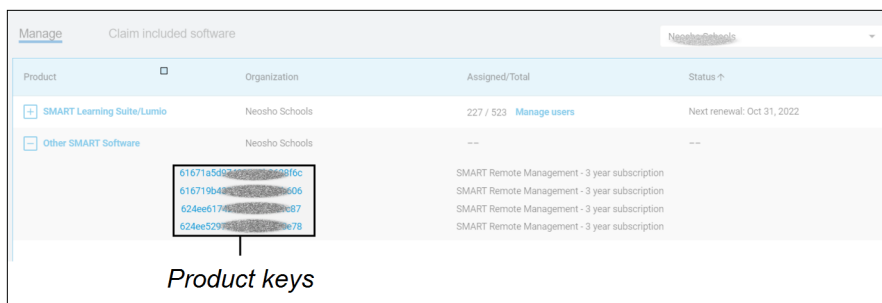 Manage Claim included software Neosho Schools
Product Organization Assigned/Total Status ↑
SMART Learning Suite/Lumio Neosho Schools 227 / 523 Manage users Next renewal: Oct 31, 2022
Other SMART Software Neosho Schools –– ––
SMART Remote Management - 3 year subscription
SMART Remote Management - 3 year subscription
SMART Remote Management - 3 year subscription
SMART Remote Management - 3 year subscription
Product keys